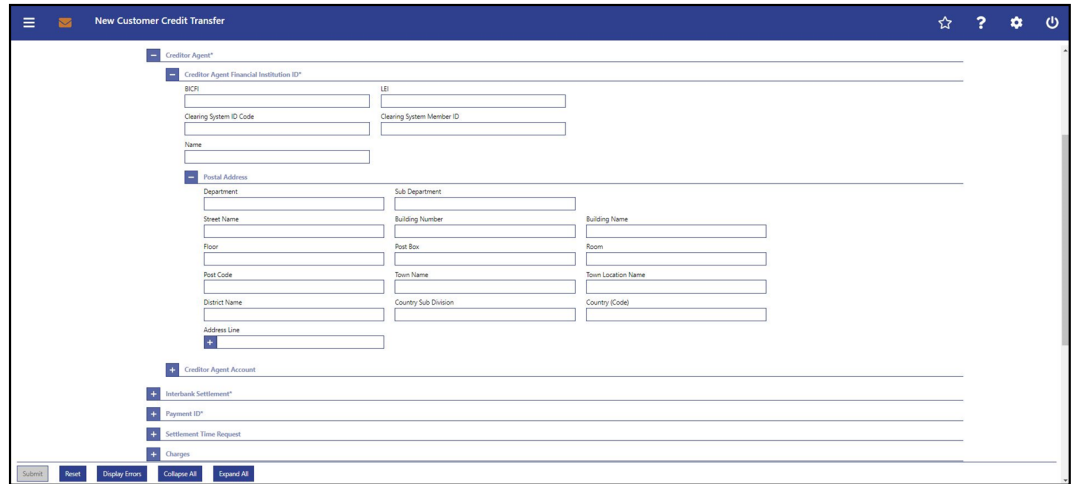 New Customer Credit Transfer
Creditor Agent*
Creditor Agent Financial Institution ID*
BICFI LEI
Clearing System ID Code Clearing System Member ID
Name
Postal Address
Department Sub Department
Street Name Building Number Building Name
Floor Post Box Room
Post Code Town Name Town Location Name
District Name Country Sub Division Country (Code)
Address Line
Creditor Agent Account
Interbank Settlement*
Payment ID*
Settlement Time Request
Charges
Submit Reset Display Errors Collapse All Expand All